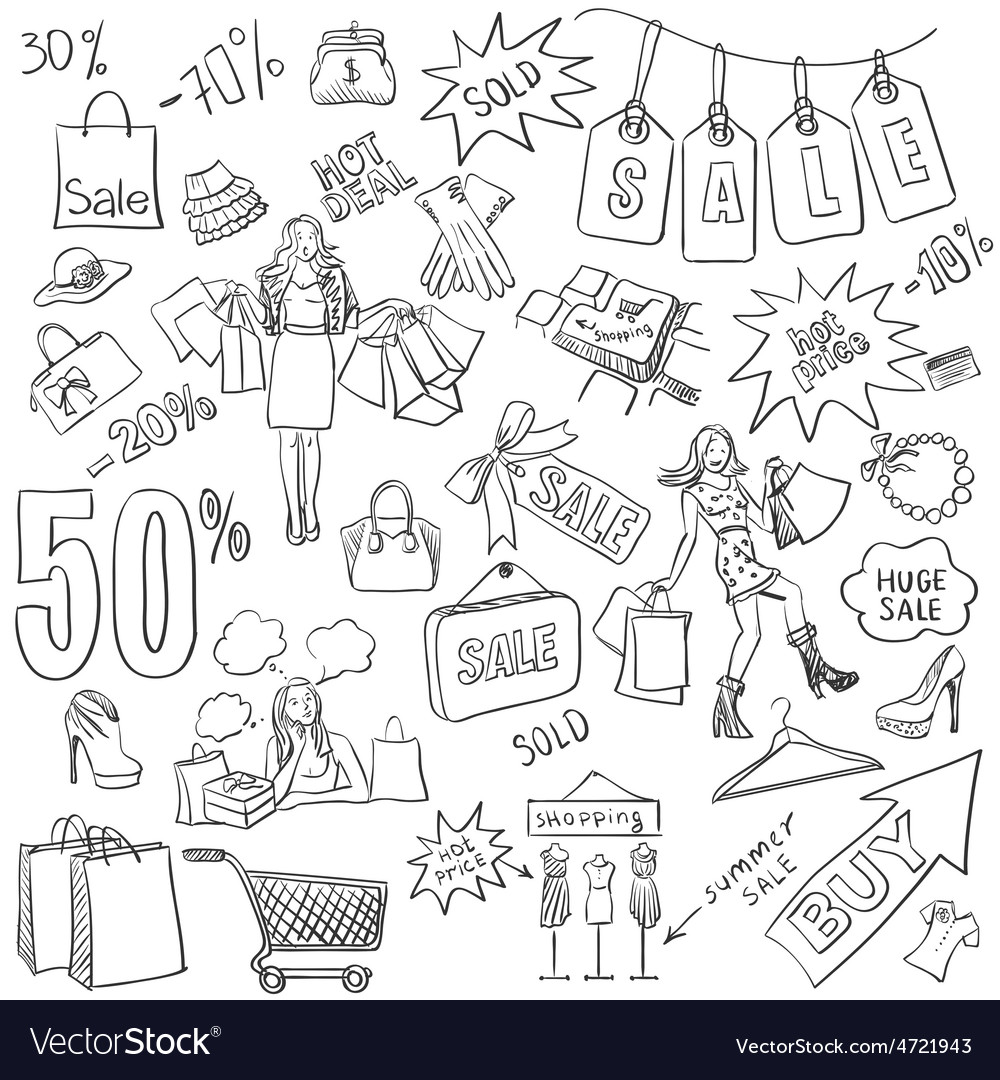 30%
-70%
$
SOLD
S A L E
Sale
HOT
DEAL
-10%
shopping
hot
price
-20%
SALE
50%
HUGE
SALE
SALE
SOLD
SHOPPING
HOT
PRICE
summer
SALE
BUY
VectorStock®
VectorStock.com/4721943